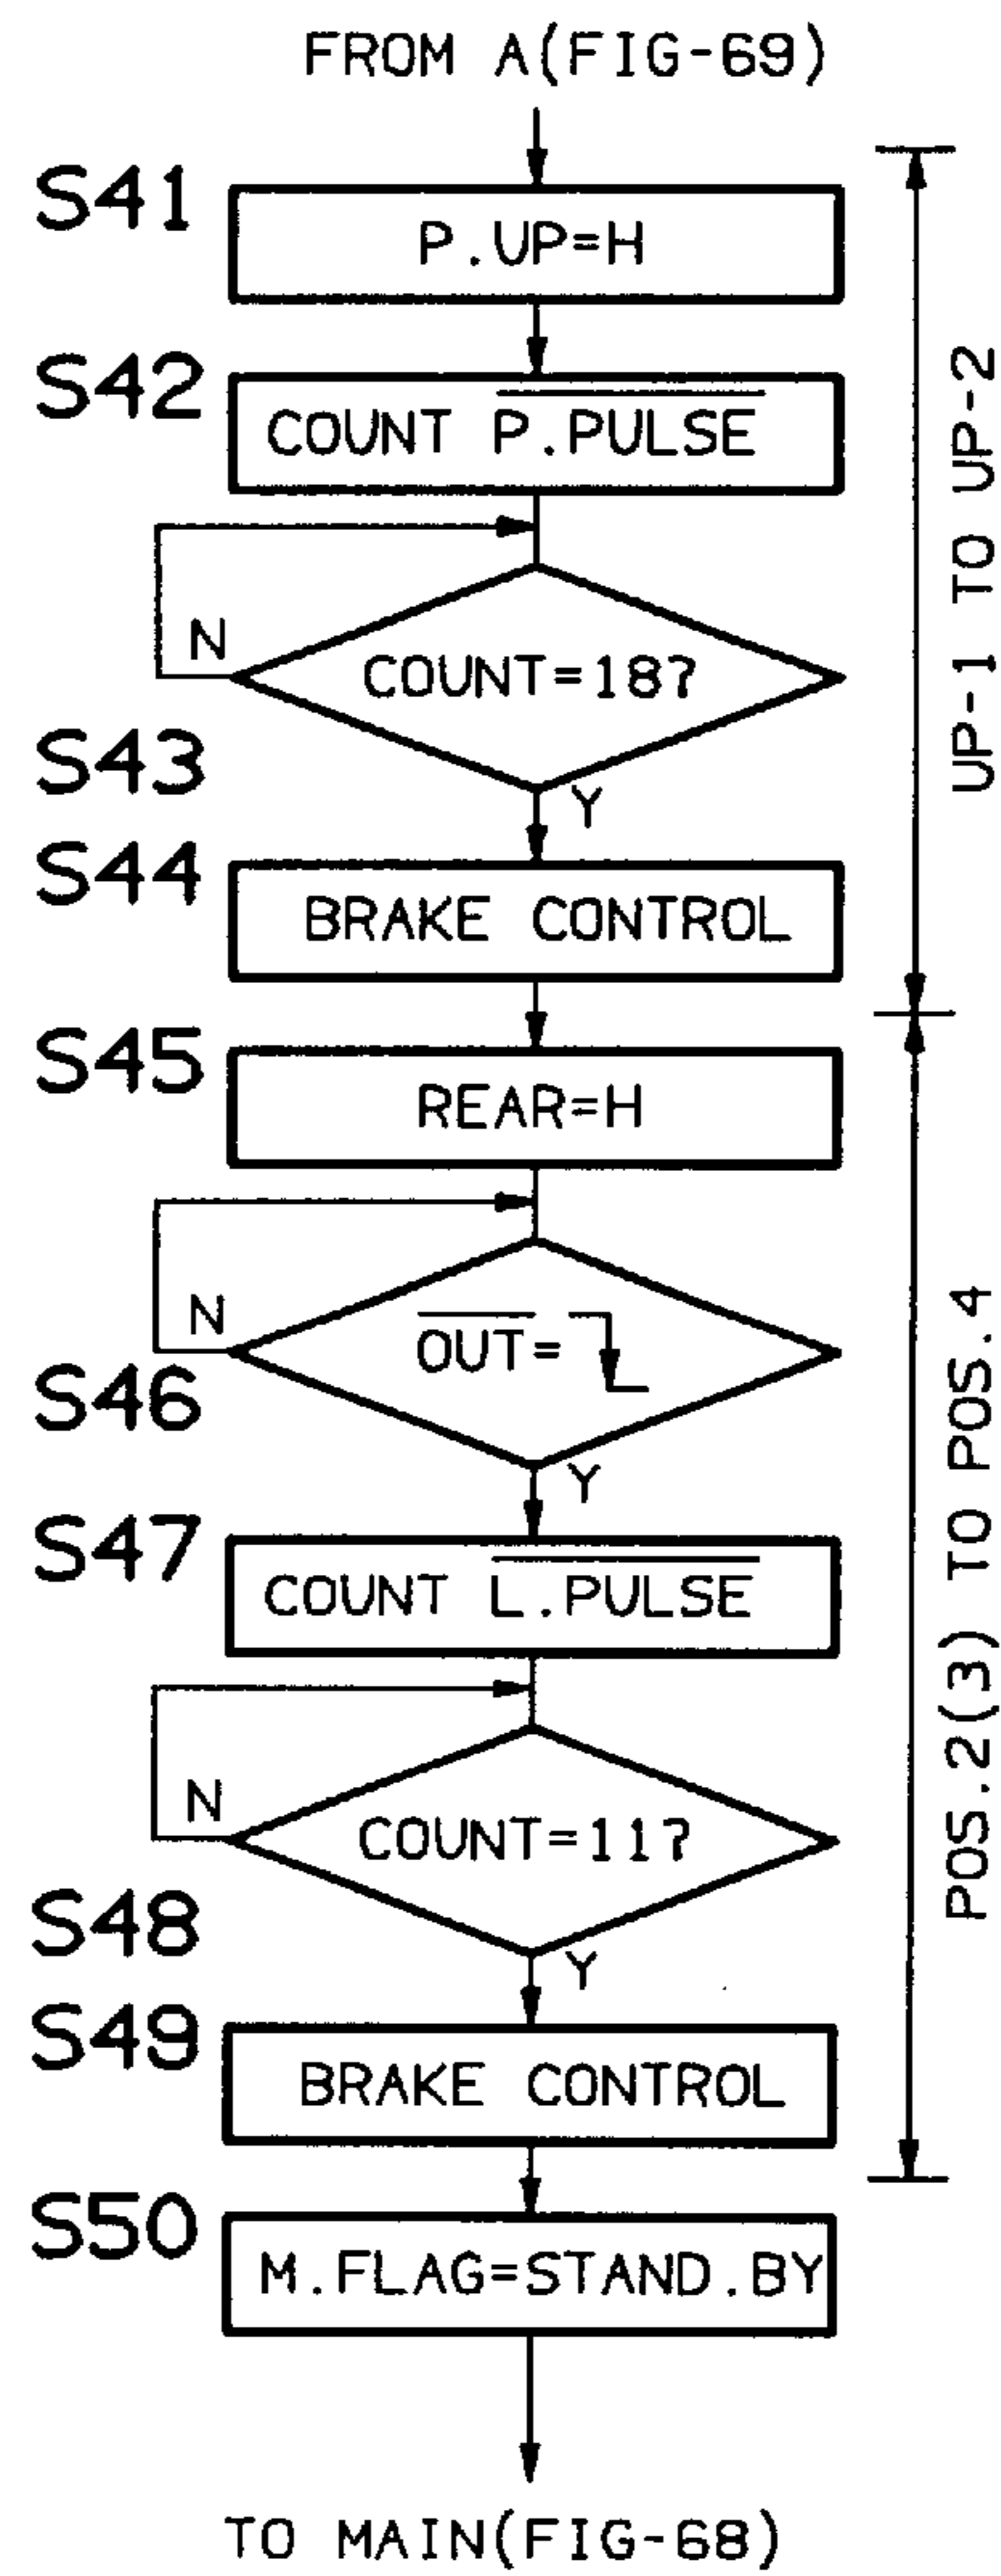 FROM A(FIG-69)
S41
P.UP=H
S42
COUNT P.PULSE
N
COUNT=18?
S43
Y
S44
BRAKE CONTROL
UP-1 TO UP-2
S45
REAR=H
N
OUT=
S46
Y
S47
COUNT L.PULSE
N
COUNT=11?
S48
Y
S49
BRAKE CONTROL
POS.2(3) TO POS.4
S50
M.FLAG=STAND.BY
TO MAIN(FIG-68)